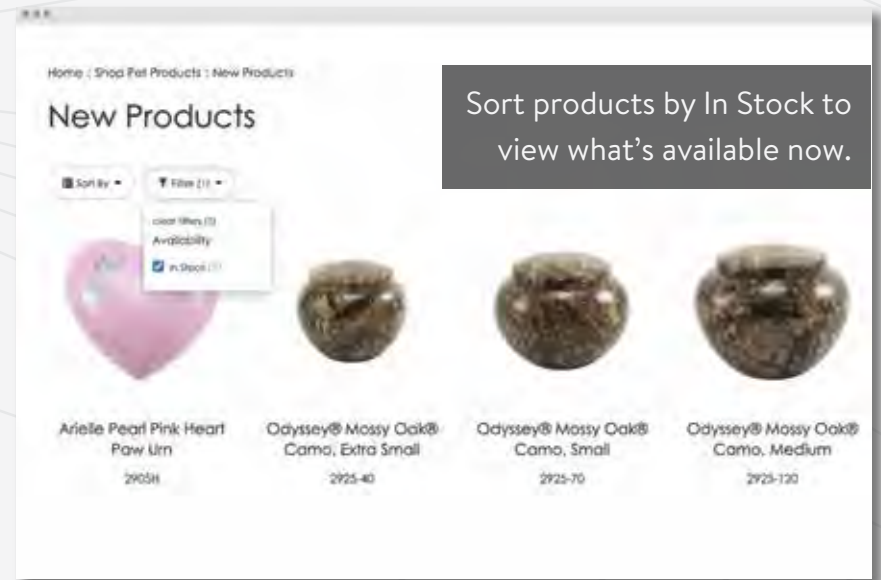 Home : Shop Pet Products : New Products
New Products
Sort products by In Stock to
view what's available now.
Sort By
Filter (1)
clear filters
Availability
In Stock
Arielle Pearl Pink Heart
Paw Urn
2905H
Odyssey® Mossy Oak®
Camo, Extra Small
2925-40
Odyssey® Mossy Oak®
Camo, Small
2925-70
Odyssey® Mossy Oak®
Camo, Medium
2925-120